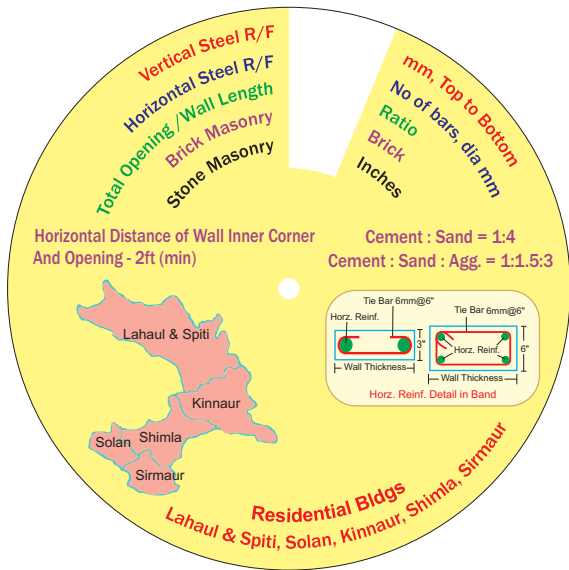 Vertical Steel R/F
Horizontal Steel R/F
Total Opening /Wall Length
Brick Masonry
Stone Masonry
mm, Top to Bottom
No of bars, dia mm
Ratio
Brick
Inches
Horizontal Distance of Wall Inner Corner
And Opening - 2ft (min)
Cement : Sand = 1:4
Cement : Sand : Agg. = 1:1.5:3
Lahaul & Spiti
Kinnaur
Solan
Shimla
Sirmaur
Tie Bar 6mm@6"
Horz. Reinf.
3"
Wall Thickness
Tie Bar 6mm@6"
Horz. Reinf.
6"
Wall Thickness
Horz. Reinf. Detail in Band
Residential Bldgs
Lahaul & Spiti, Solan, Kinnaur, Shimla, Sirmaur